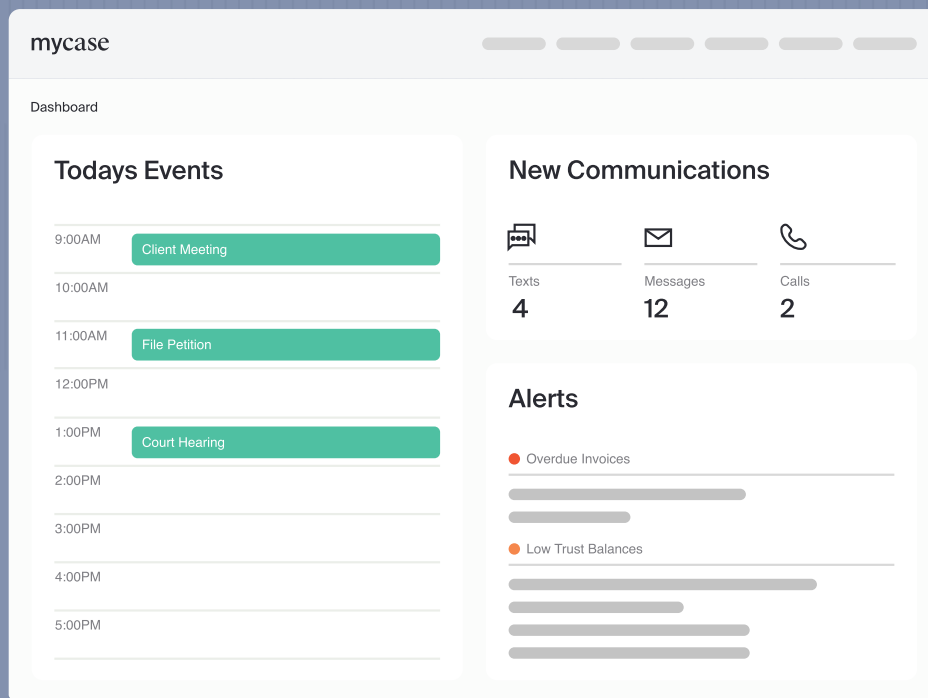 mycase
Dashboard
Todays Events
9:00AM
Client Meeting
10:00AM
11:00AM
File Petition
12:00PM
1:00PM
Court Hearing
2:00PM
3:00PM
4:00PM
5:00PM
New Communications
Texts
4
Messages
12
Calls
2
Alerts
Overdue Invoices
Low Trust Balances